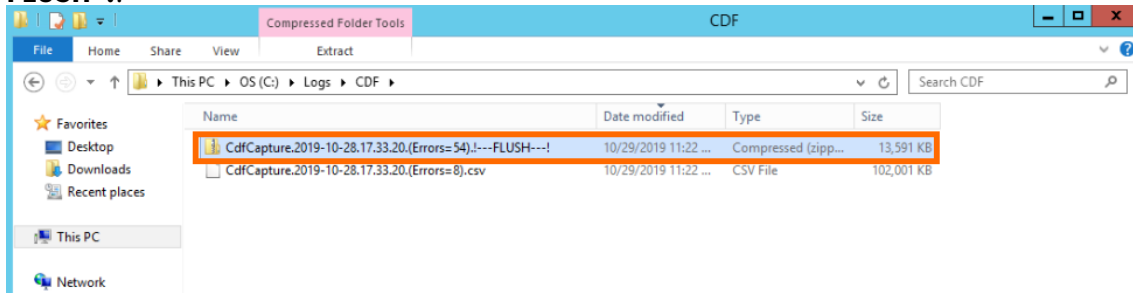 CDF
Compressed Folder Tools
File Home Share View Extract
This PC OS (C:) Logs CDF Search CDF
Name Date modified Type Size
CdfCapture.2019-10-28.17.33.20.(Errors=54).!---FLUSH---! 10/29/2019 11:22 ... Compressed (zipp... 13,591 KB
CdfCapture.2019-10-28.17.33.20.(Errors=8).csv 10/29/2019 11:22 ... CSV File 102,001 KB
Favorites
Desktop
Downloads
Recent places
This PC
Network